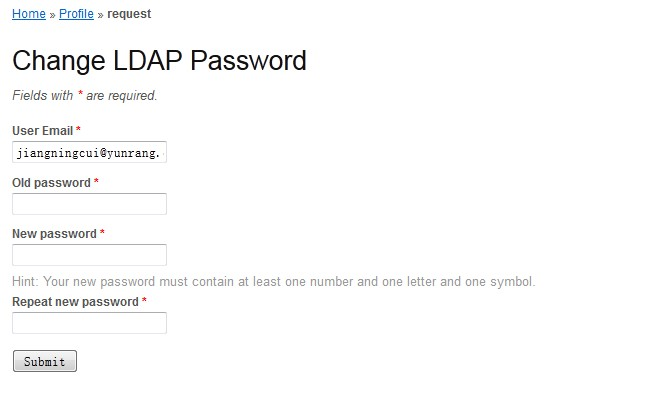 Home » Profile » request
Change LDAP Password
Fields with * are required.
User Email *
jiangningcui@yunrang.
Old password *
New password *
Hint: Your new password must contain at least one number and one letter and one symbol.
Repeat new password *
Submit